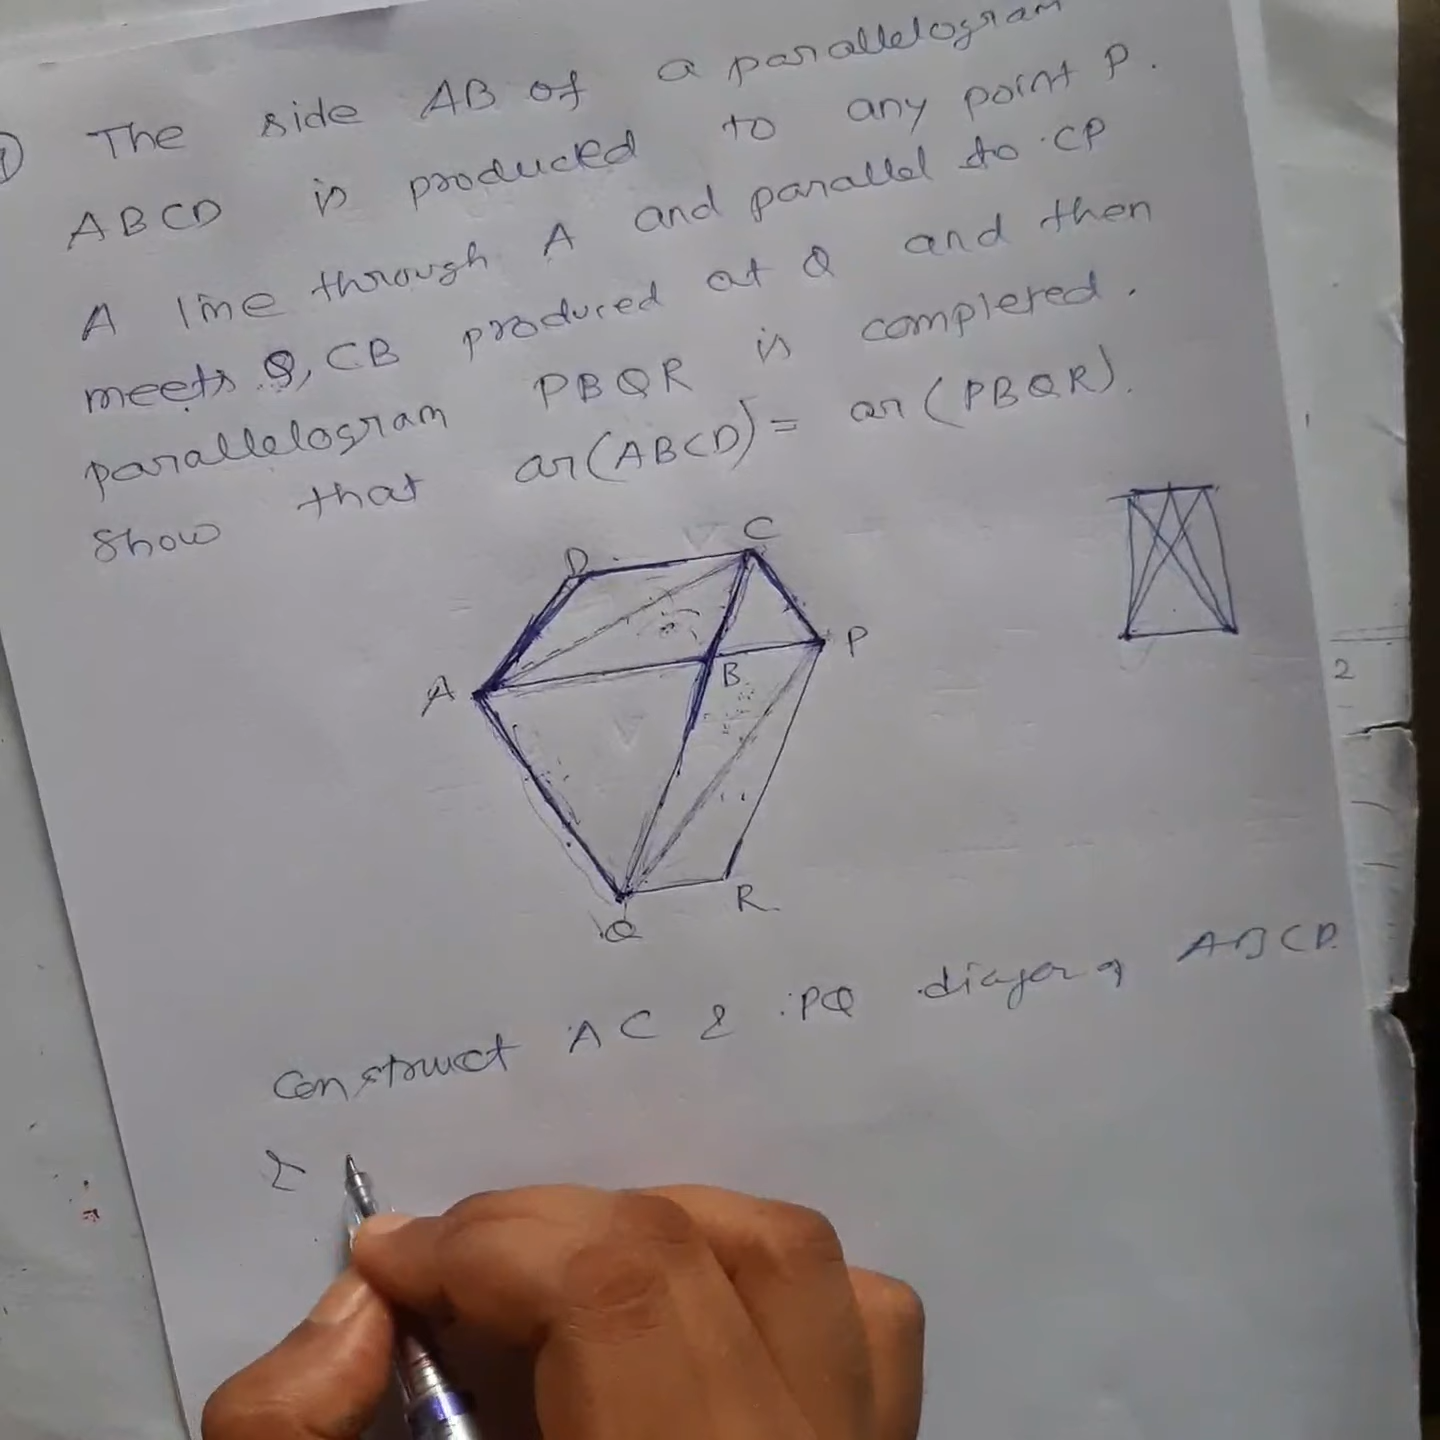 1 The side AB of a parallelogram
ABCD is produced to any point P.
A line through A and parallel to CP
meets Q, CB produced at Q and then
parallelogram PBQR is completed.
Show that ar(ABCD) = ar(PBQR).
D C
A B P
Q R
2
Construct AC & PQ of ABCD
&